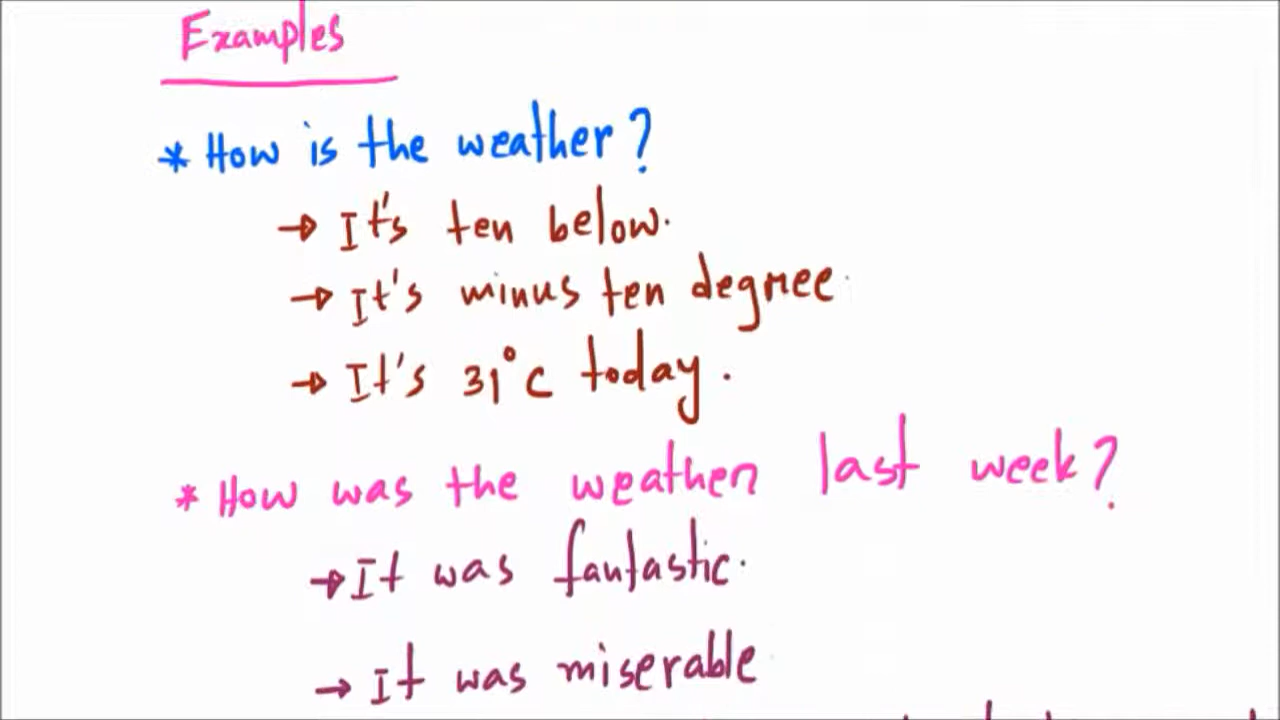 Examples
* How is the weather?
→ It's ten below.
→ It's minus ten degree.
→ It's 31°C today.
* How was the weather last week?
→ It was fantastic.
→ It was miserable